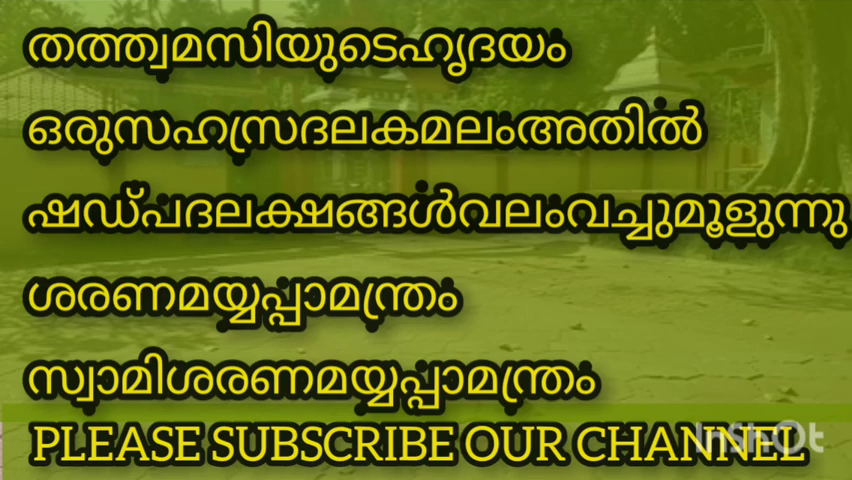 തത്ത്വമസിയുടെഹൃദയം
ഒരുസഹസ്രദലകമലംഅതിൽ
ഷഡ്പദലക്ഷങ്ങൾവലംവച്ചുമൂളുന്നു
ശരണമയ്യപ്പാമന്ത്രം
സ്വാമിശരണമയ്യപ്പാമന്ത്രം
PLEASE SUBSCRIBE OUR CHANNEL
InShOt